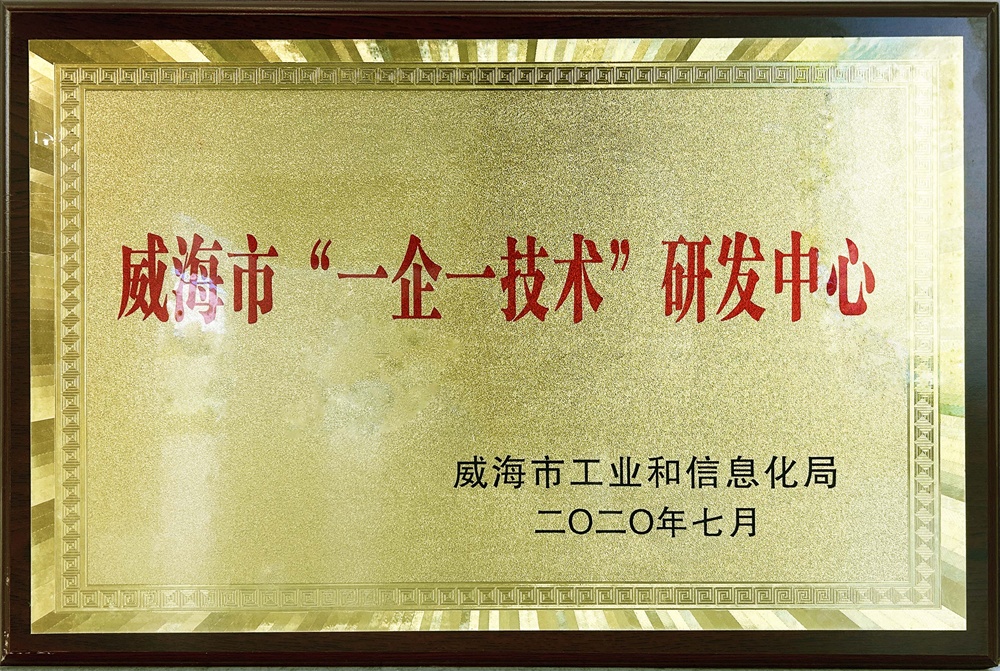 威海市“一企一技术”研发中心
威海市工业和信息化局
二〇二〇年七月